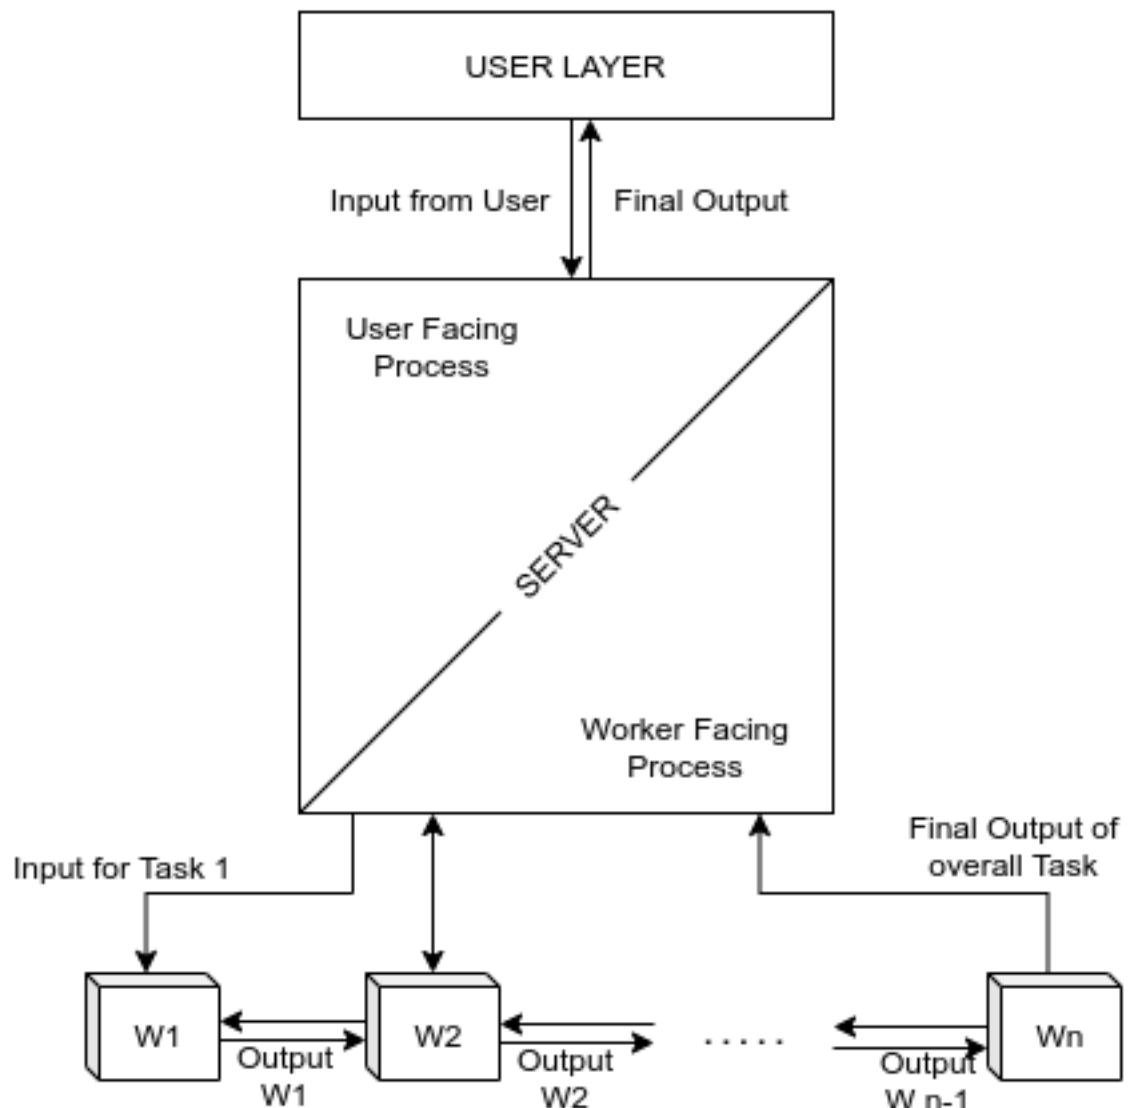 USER LAYER
Input from User
Final Output
User Facing
Process
SERVER
Worker Facing
Process
Input for Task 1
Final Output of
overall Task
W1
W2
. . . . .
Wn
Output
W1
Output
W2
Output
W n-1